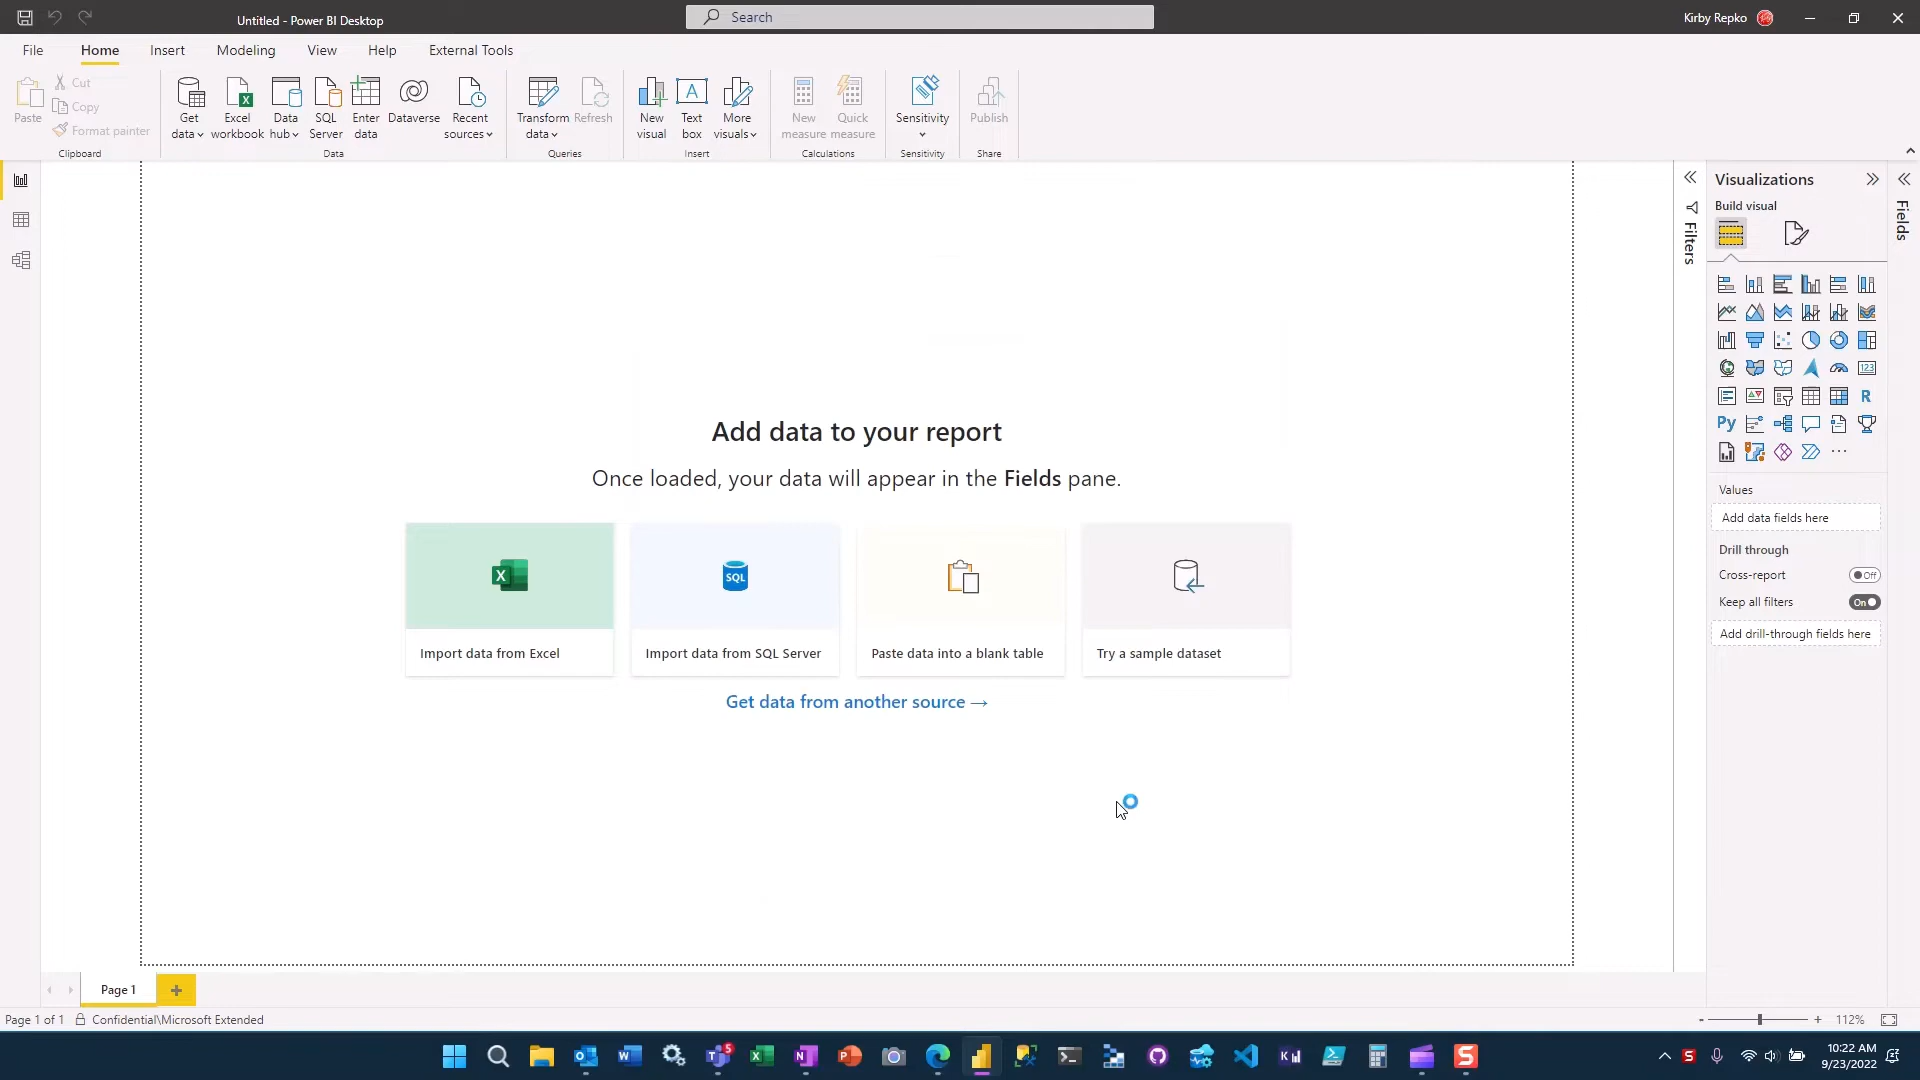 Untitled - Power BI Desktop
Search
Kirby Repko
File
Home
Insert
Modeling
View
Help
External Tools
Paste
Cut
Copy
Format painter
Clipboard
Get
data
Excel
workbook
Data
hub
SQL
Server
Enter
data
Dataverse
Recent
sources
Data
Transform
data
Refresh
Queries
New
visual
Text
box
More
visuals
Insert
New
measure
Quick
measure
Calculations
Sensitivity
Sensitivity
Publish
Share
Filters
Visualizations
Build visual
Fields
123
R
Py
Values
Add data fields here
Drill through
Cross-report
Off
Keep all filters
On
Add drill-through fields here
Add data to your report
Once loaded, your data will appear in the Fields pane.
X
SQL
Import data from Excel
Import data from SQL Server
Paste data into a blank table
Try a sample dataset
Get data from another source →
Page 1
+
Page 1 of 1
Confidential\Microsoft Extended
- + 112%
5
10:22 AM
9/23/2022